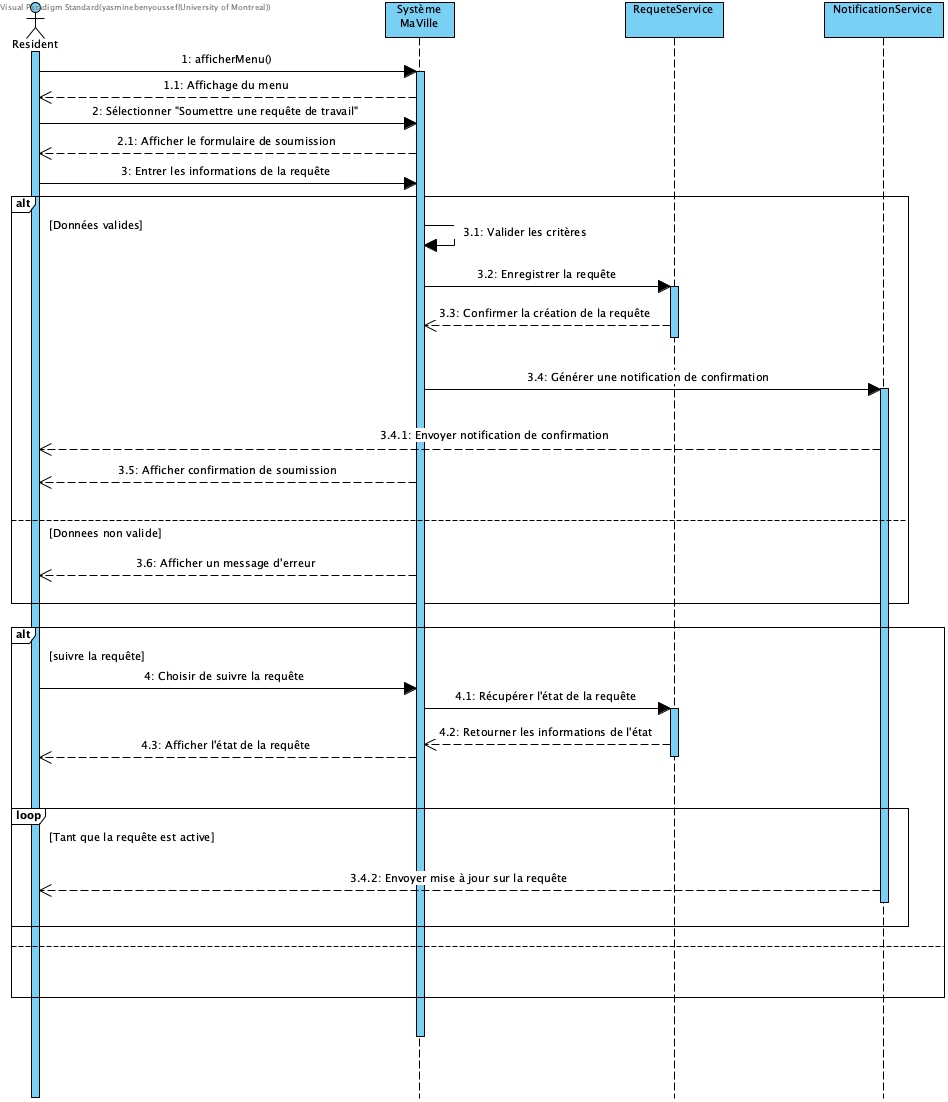 Visual Paradigm Standard(yasminebenyoussef(University of Montreal))
Resident
Système
MaVille
RequeteService
NotificationService
1: afficherMenu()
1.1: Affichage du menu
2: Sélectionner "Soumettre une requête de travail"
2.1: Afficher le formulaire de soumission
3: Entrer les informations de la requête
alt
[Données valides]
3.1: Valider les critères
3.2: Enregistrer la requête
3.3: Confirmer la création de la requête
3.4: Générer une notification de confirmation
3.4.1: Envoyer notification de confirmation
3.5: Afficher confirmation de soumission
[Donnees non valide]
3.6: Afficher un message d'erreur
alt
[suivre la requête]
4: Choisir de suivre la requête
4.1: Récupérer l'état de la requête
4.2: Retourner les informations de l'état
4.3: Afficher l'état de la requête
loop
[Tant que la requête est active]
3.4.2: Envoyer mise à jour sur la requête